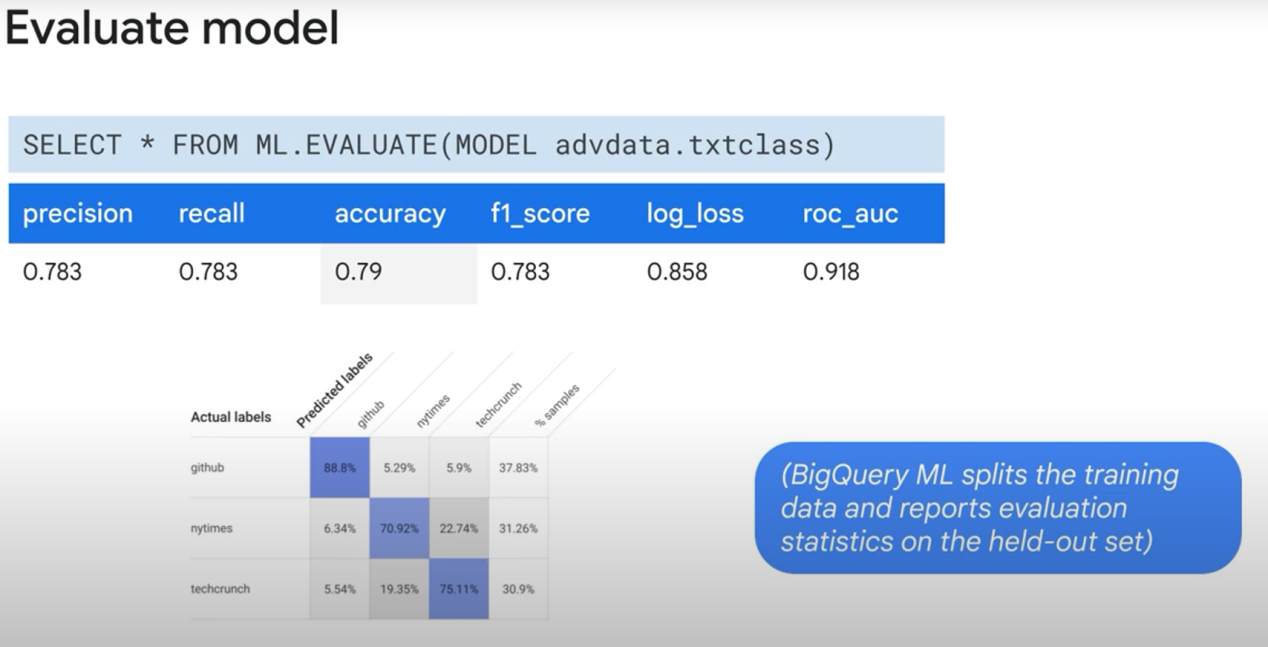 Evaluate model
SELECT * FROM ML.EVALUATE(MODEL advdata.txtclass)
precision recall accuracy f1_score log_loss roc_auc
0.783 0.783 0.79 0.783 0.858 0.918
Actual labels Predicted labels github nytimes techcrunch % samples
github 88.8% 5.29% 5.9% 37.83%
nytimes 6.34% 70.92% 22.74% 31.26%
techcrunch 5.54% 19.35% 75.11% 30.9%
(BigQuery ML splits the training
data and reports evaluation
statistics on the held-out set)